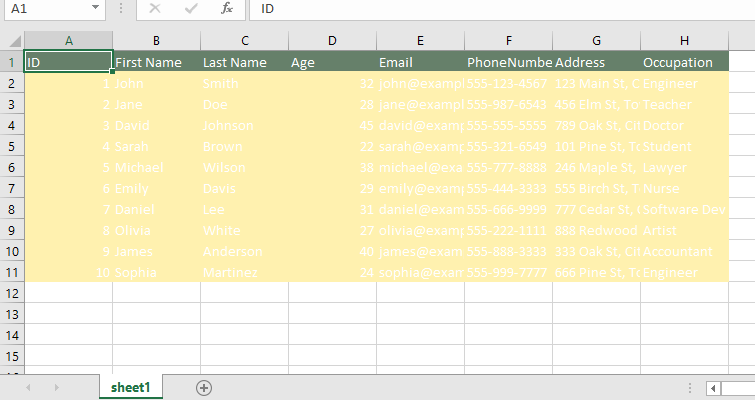 A1 fx ID
A B C D E F G H
1 ID First Name Last Name Age Email PhoneNumbe Address Occupation
2 1 John Smith 32 john@exampl 555-123-4567 123 Main St, C Engineer
3 2 Jane Doe 28 jane@exampl 555-987-6543 456 Elm St, To Teacher
4 3 David Johnson 45 david@examp 555-555-5555 789 Oak St, Cit Doctor
5 4 Sarah Brown 22 sarah@examp 555-321-6549 101 Pine St, To Student
6 5 Michael Wilson 38 michael@exa 555-777-8888 246 Maple St, Lawyer
7 6 Emily Davis 29 emily@examp 555-444-3333 555 Birch St, T Nurse
8 7 Daniel Lee 31 daniel@exam 555-666-9999 777 Cedar St, Software Dev
9 8 Olivia White 27 olivia@examp 555-222-1111 888 Redwood Artist
10 9 James Anderson 40 james@examp 555-888-3333 333 Oak St, Cit Accountant
11 10 Sophia Martinez 24 sophia@exam 555-999-7777 666 Pine St, To Engineer
12
13
14
15
sheet1